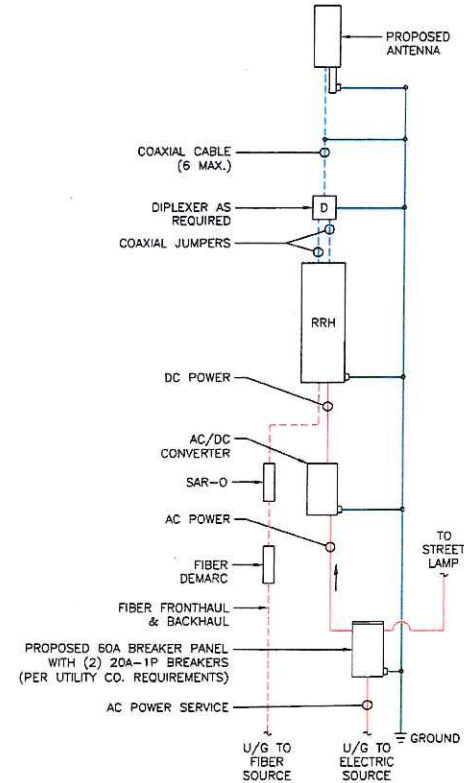 PROPOSED
ANTENNA
COAXIAL CABLE
(6 MAX.)
DIPLEXER AS
REQUIRED
D
COAXIAL JUMPERS
RRH
DC POWER
AC/DC
CONVERTER
SAR-O
AC POWER
TO
STREET
LAMP
FIBER
DEMARC
FIBER FRONTHAUL
& BACKHAUL
PROPOSED 60A BREAKER PANEL
WITH (2) 20A-1P BREAKERS
(PER UTILITY CO. REQUIREMENTS)
AC POWER SERVICE
GROUND
U/G TO
FIBER
SOURCE
U/G TO
ELECTRIC
SOURCE